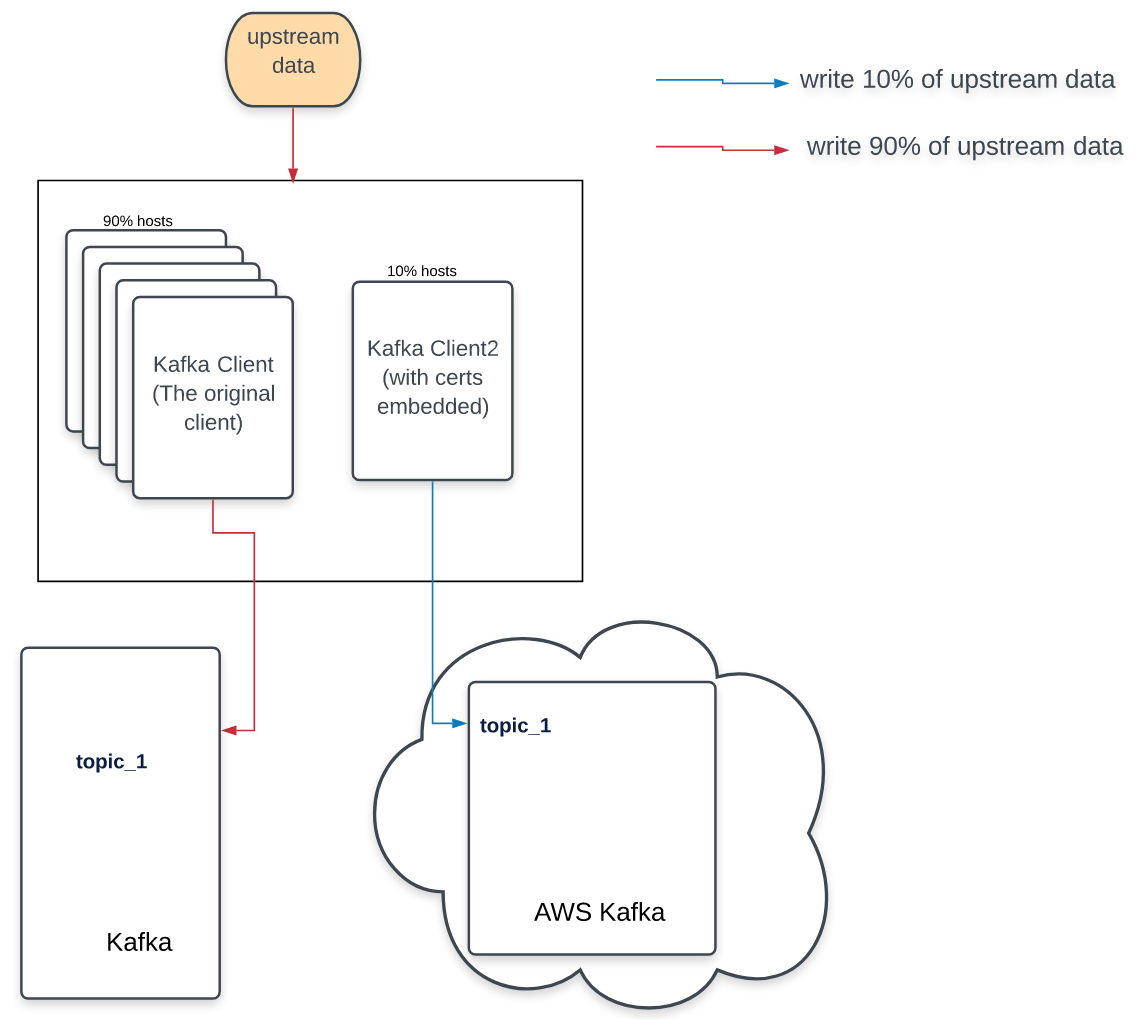 upstream
data
write 10% of upstream data
write 90% of upstream data
90% hosts
10% hosts
Kafka Client
(The original
client)
Kafka Client2
(with certs
embedded)
topic_1
Kafka
topic_1
AWS Kafka